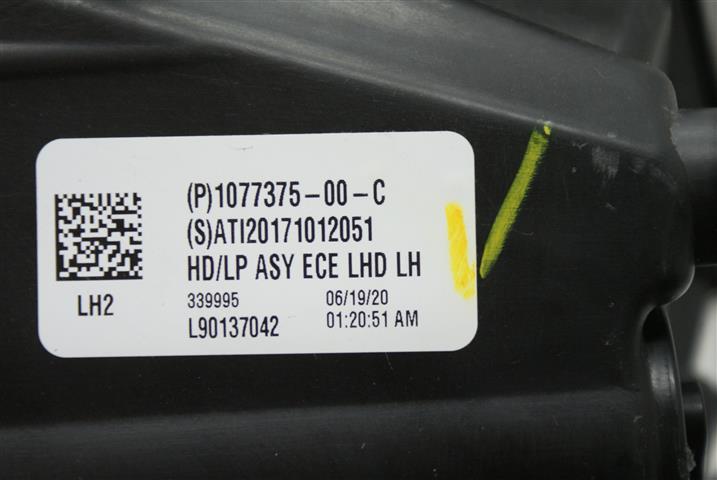 (P)1077375-00-C
(S)ATI20171012051
HD/LP ASY ECE LHD LH
LH2
339995 06/19/20
L90137042 01:20:51 AM